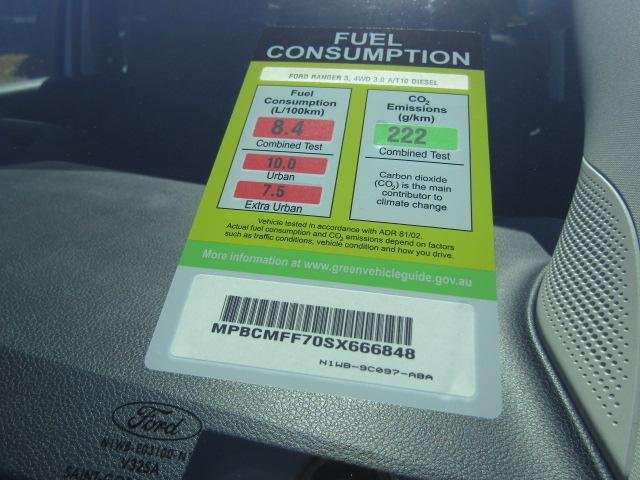 FUEL
CONSUMPTION
FORD RANGER 3, 4WD 3.0 A/T10 DIESEL
Fuel
Consumption
(L/100km)
8.4
Combined Test
10.0
Urban
7.5
Extra Urban
CO₂
Emissions
(g/km)
222
Combined Test
Carbon dioxide
(CO₂) is the main
contributor to
climate change
Vehicle tested in accordance with ADR 81/02.
Actual fuel consumption and CO₂ emissions depend on factors
such as traffic conditions, vehicle condition and how you drive.
More information at www.greenvehicleguide.gov.au
MPBCMFF70SX666848
N1WB-9C097-ABA
Ford
N1WB-E03100-N
V325A